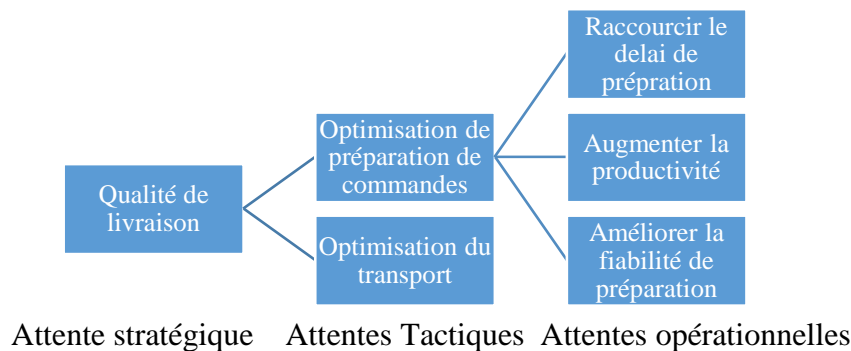 Raccourcir le
delai de
prépration
Optimisation de
préparation de
commandes
Augmenter la
productivité
Qualité de
livraison
Optimisation du
transport
Améliorer la
fiabilité de
préparation
Attente stratégique Attentes Tactiques Attentes opérationnelles